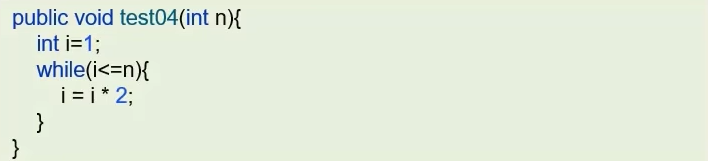 public void test04(int n){
int i=1;
while(i<=n){
i = i * 2;
}
}